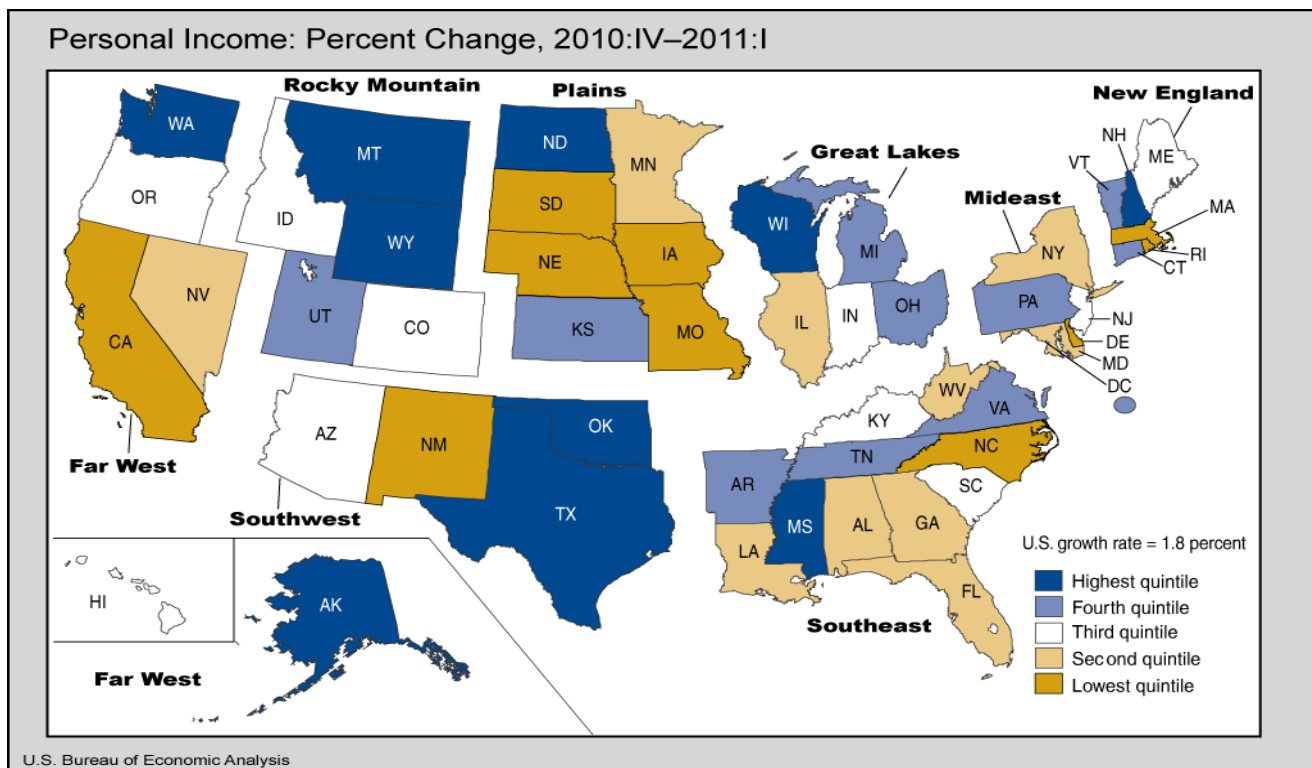 Personal Income: Percent Change, 2010:IV–2011:I
Rocky Mountain
Plains
New England
WA
MT
ND
MN
Great Lakes
NH
VT
ME
OR
ID
SD
WI
Mideast
MA
WY
NE
IA
MI
NY
RI
CT
NV
UT
CO
KS
MO
IL
IN
OH
PA
NJ
CA
DE
MD
DC
WV
VA
KY
AZ
NM
OK
TN
NC
Far West
AR
SC
Southwest
TX
MS
AL
GA
LA
U.S. growth rate = 1.8 percent
HI
AK
FL
Highest quintile
Fourth quintile
Southeast
Third quintile
Second quintile
Far West
Lowest quintile
U.S. Bureau of Economic Analysis